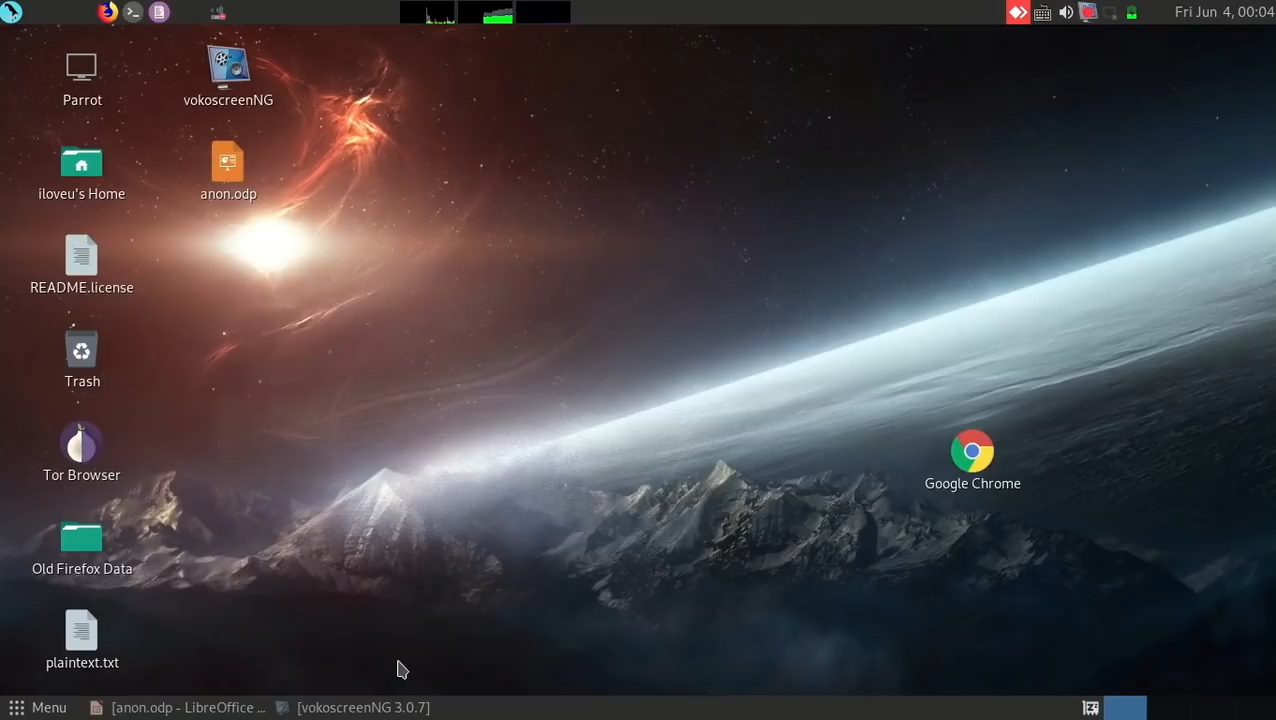 Fri Jun 4, 00:04
Parrot
vokoscreenNG
iloveu's Home
anon.odp
README.license
Trash
Tor Browser
Google Chrome
Old Firefox Data
plaintext.txt
Menu
[anon.odp - LibreOffice ...
[vokoscreenNG 3.0.7]